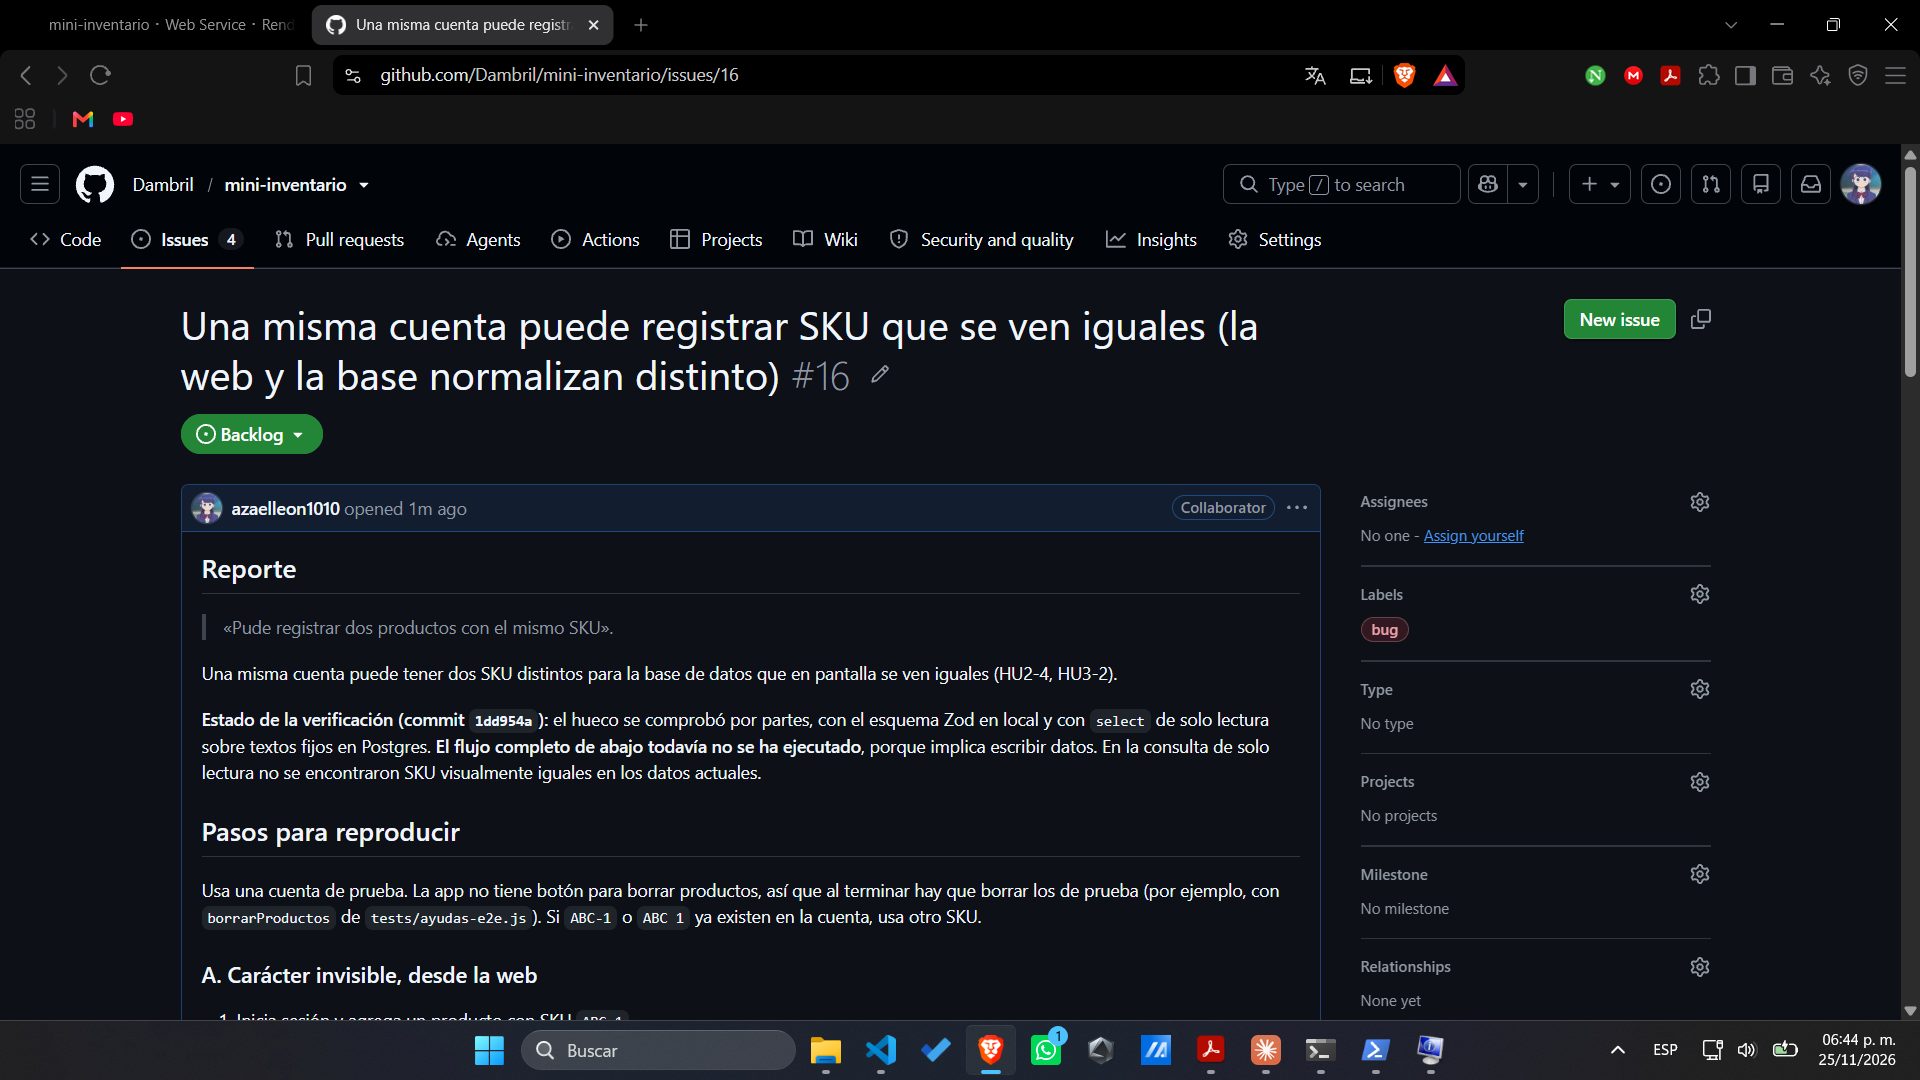 mini-inventario · Web Service · Rend
Una misma cuenta puede registr
github.com/Dambril/mini-inventario/issues/16
Dambril / mini-inventario
Type / to search
Code
Issues 4
Pull requests
Agents
Actions
Projects
Wiki
Security and quality
Insights
Settings
Una misma cuenta puede registrar SKU que se ven iguales (la
web y la base normalizan distinto) #16
New issue
Backlog
azaelleon1010 opened 1m ago
Collaborator
Reporte
«Pude registrar dos productos con el mismo SKU».
Una misma cuenta puede tener dos SKU distintos para la base de datos que en pantalla se ven iguales (HU2-4, HU3-2).
Estado de la verificación (commit 1dd954a): el hueco se comprobó por partes, con el esquema Zod en local y con select de solo lectura
sobre textos fijos en Postgres. El flujo completo de abajo todavía no se ha ejecutado, porque implica escribir datos. En la consulta de solo
lectura no se encontraron SKU visualmente iguales en los datos actuales.
Pasos para reproducir
Usa una cuenta de prueba. La app no tiene botón para borrar productos, así que al terminar hay que borrar los de prueba (por ejemplo, con
borrarProductos de tests/ayudas-e2e.js). Si ABC-1 o ABC 1 ya existen en la cuenta, usa otro SKU.
A. Carácter invisible, desde la web
1. Inicia sesión y agrega un producto con SKU ABC-1
Assignees
No one - Assign yourself
Labels
bug
Type
No type
Projects
No projects
Milestone
No milestone
Relationships
None yet
Buscar
1
ESP
06:44 p. m.
25/11/2026